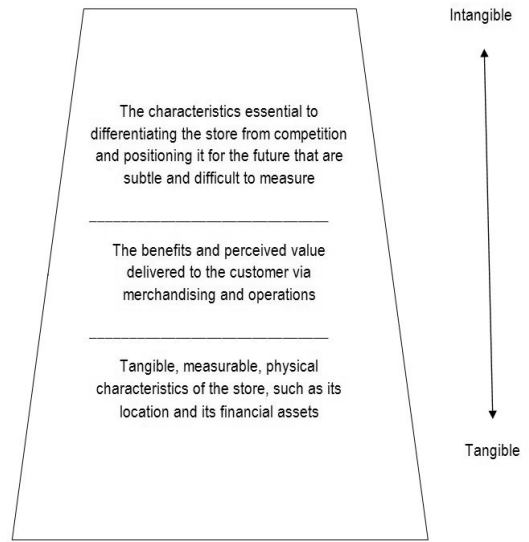 Intangible
The characteristics essential to
differentiating the store from competition
and positioning it for the future that are
subtle and difficult to measure
The benefits and perceived value
delivered to the customer via
merchandising and operations
Tangible, measurable, physical
characteristics of the store, such as its
location and its financial assets
Tangible